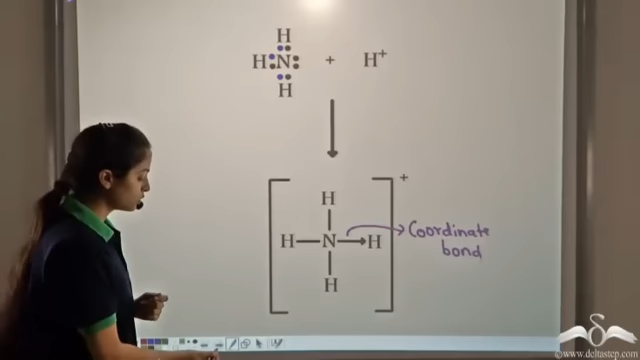 H
H N + H+
H
+
H
H N H
H
Coordinate
bond
©www.deltastep.com